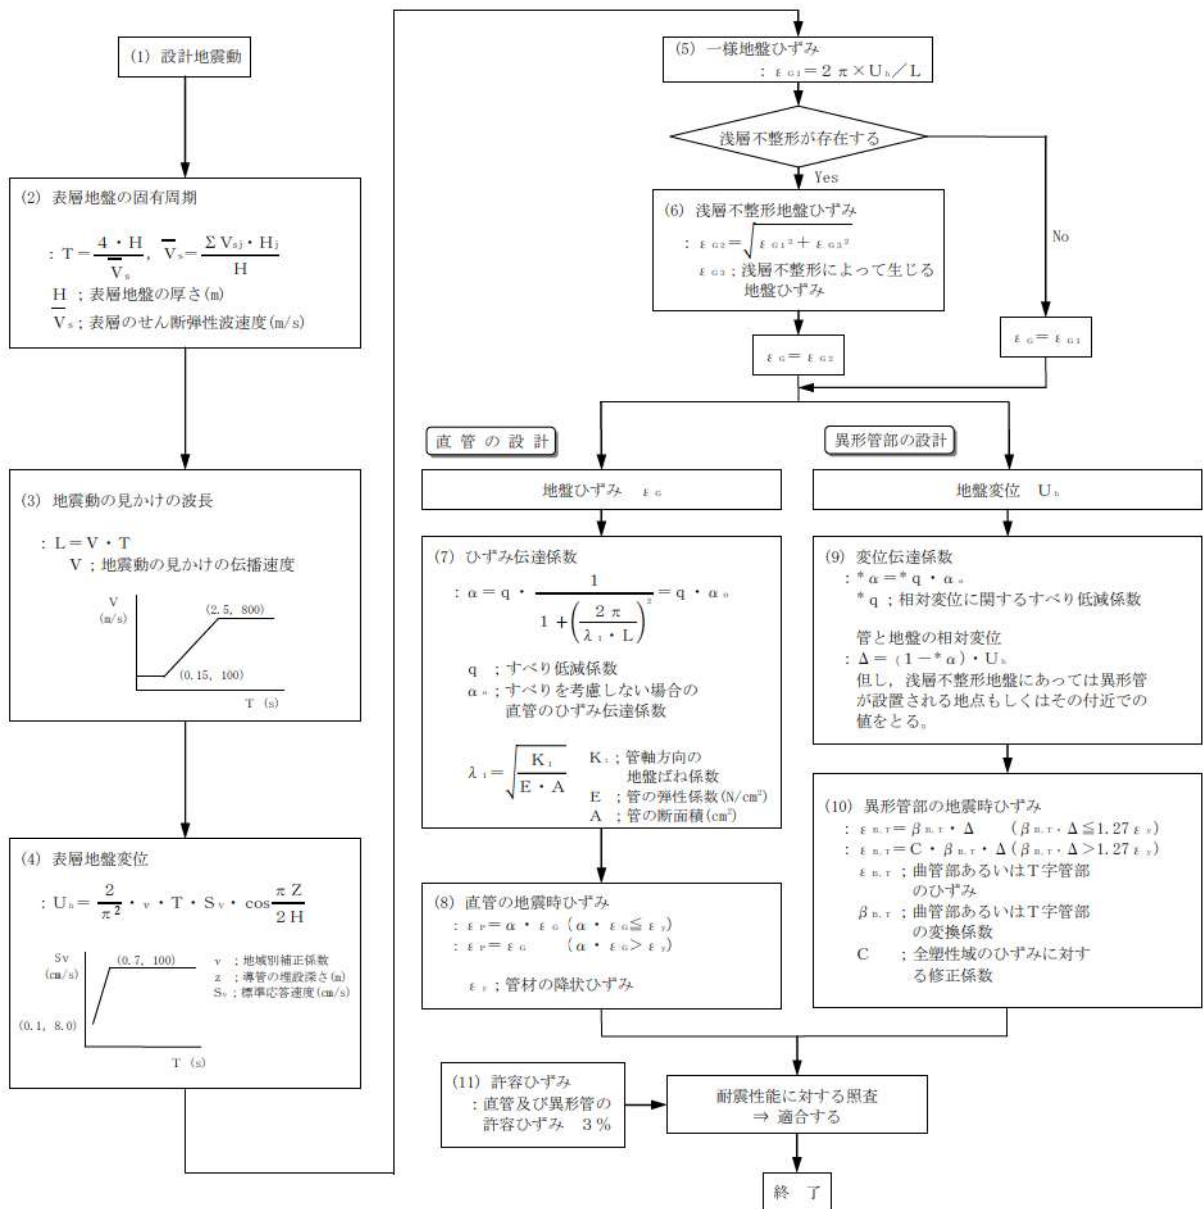 (1) 設計地震動
(2) 表層地盤の固有周期
：T＝4・H／V̅s，V̅s＝ΣVsj・Hj／H
H ；表層地盤の厚さ(m)
V̅s；表層のせん断弾性波速度(m/s)
(3) 地震動の見かけの波長
：L＝V・T
V；地震動の見かけの伝播速度
V
(m/s)
(2.5, 800)
(0.15, 100)
T (s)
(4) 表層地盤変位
：Uh＝2／π²・ν・T・Sv・cos πZ／2H
Sv
(cm/s)
(0.7, 100)
(0.1, 8.0)
T (s)
ν ；地域別補正係数
z ；導管の埋設深さ(m)
Sv；標準応答速度(cm/s)
(5) 一様地盤ひずみ
：εG1＝2π×Uh／L
浅層不整形が存在する
Yes
No
(6) 浅層不整形地盤ひずみ
：εG2＝√(εG1²＋εG3²)
εG3；浅層不整形によって生じる
地盤ひずみ
εG＝εG2
εG＝εG1
直管の設計
地盤ひずみ εG
(7) ひずみ伝達係数
：α＝q・1／(1＋(2π／(λ1・L))²)＝q・αo
q ；すべり低減係数
αo；すべりを考慮しない場合の
直管のひずみ伝達係数
λ1＝√(K1／(E・A))
K1；管軸方向の
地盤ばね係数
E ；管の弾性係数(N/cm²)
A ；管の断面積(cm²)
(8) 直管の地震時ひずみ
：εP＝α・εG (α・εG≦εy)
：εP＝εG (α・εG＞εy)
εy；管材の降伏ひずみ
異形管部の設計
地盤変位 Uh
(9) 変位伝達係数
：*α＝*q・αo
*q；相対変位に関するすべり低減係数
管と地盤の相対変位
：Δ＝(1－*α)・Uh
但し，浅層不整形地盤にあっては異形管
が設置される地点もしくはその付近での
値をとる。
(10) 異形管部の地震時ひずみ
：εB,T＝βB,T・Δ (βB,T・Δ≦1.27εy)
：εB,T＝C・βB,T・Δ (βB,T・Δ＞1.27εy)
εB,T；曲管部あるいはT字管部
のひずみ
βB,T；曲管部あるいはT字管部
の変換係数
C ；全塑性域のひずみに対す
る修正係数
(11) 許容ひずみ
：直管及び異形管の
許容ひずみ 3％
耐震性能に対する照査
⇒ 適合する
終 了